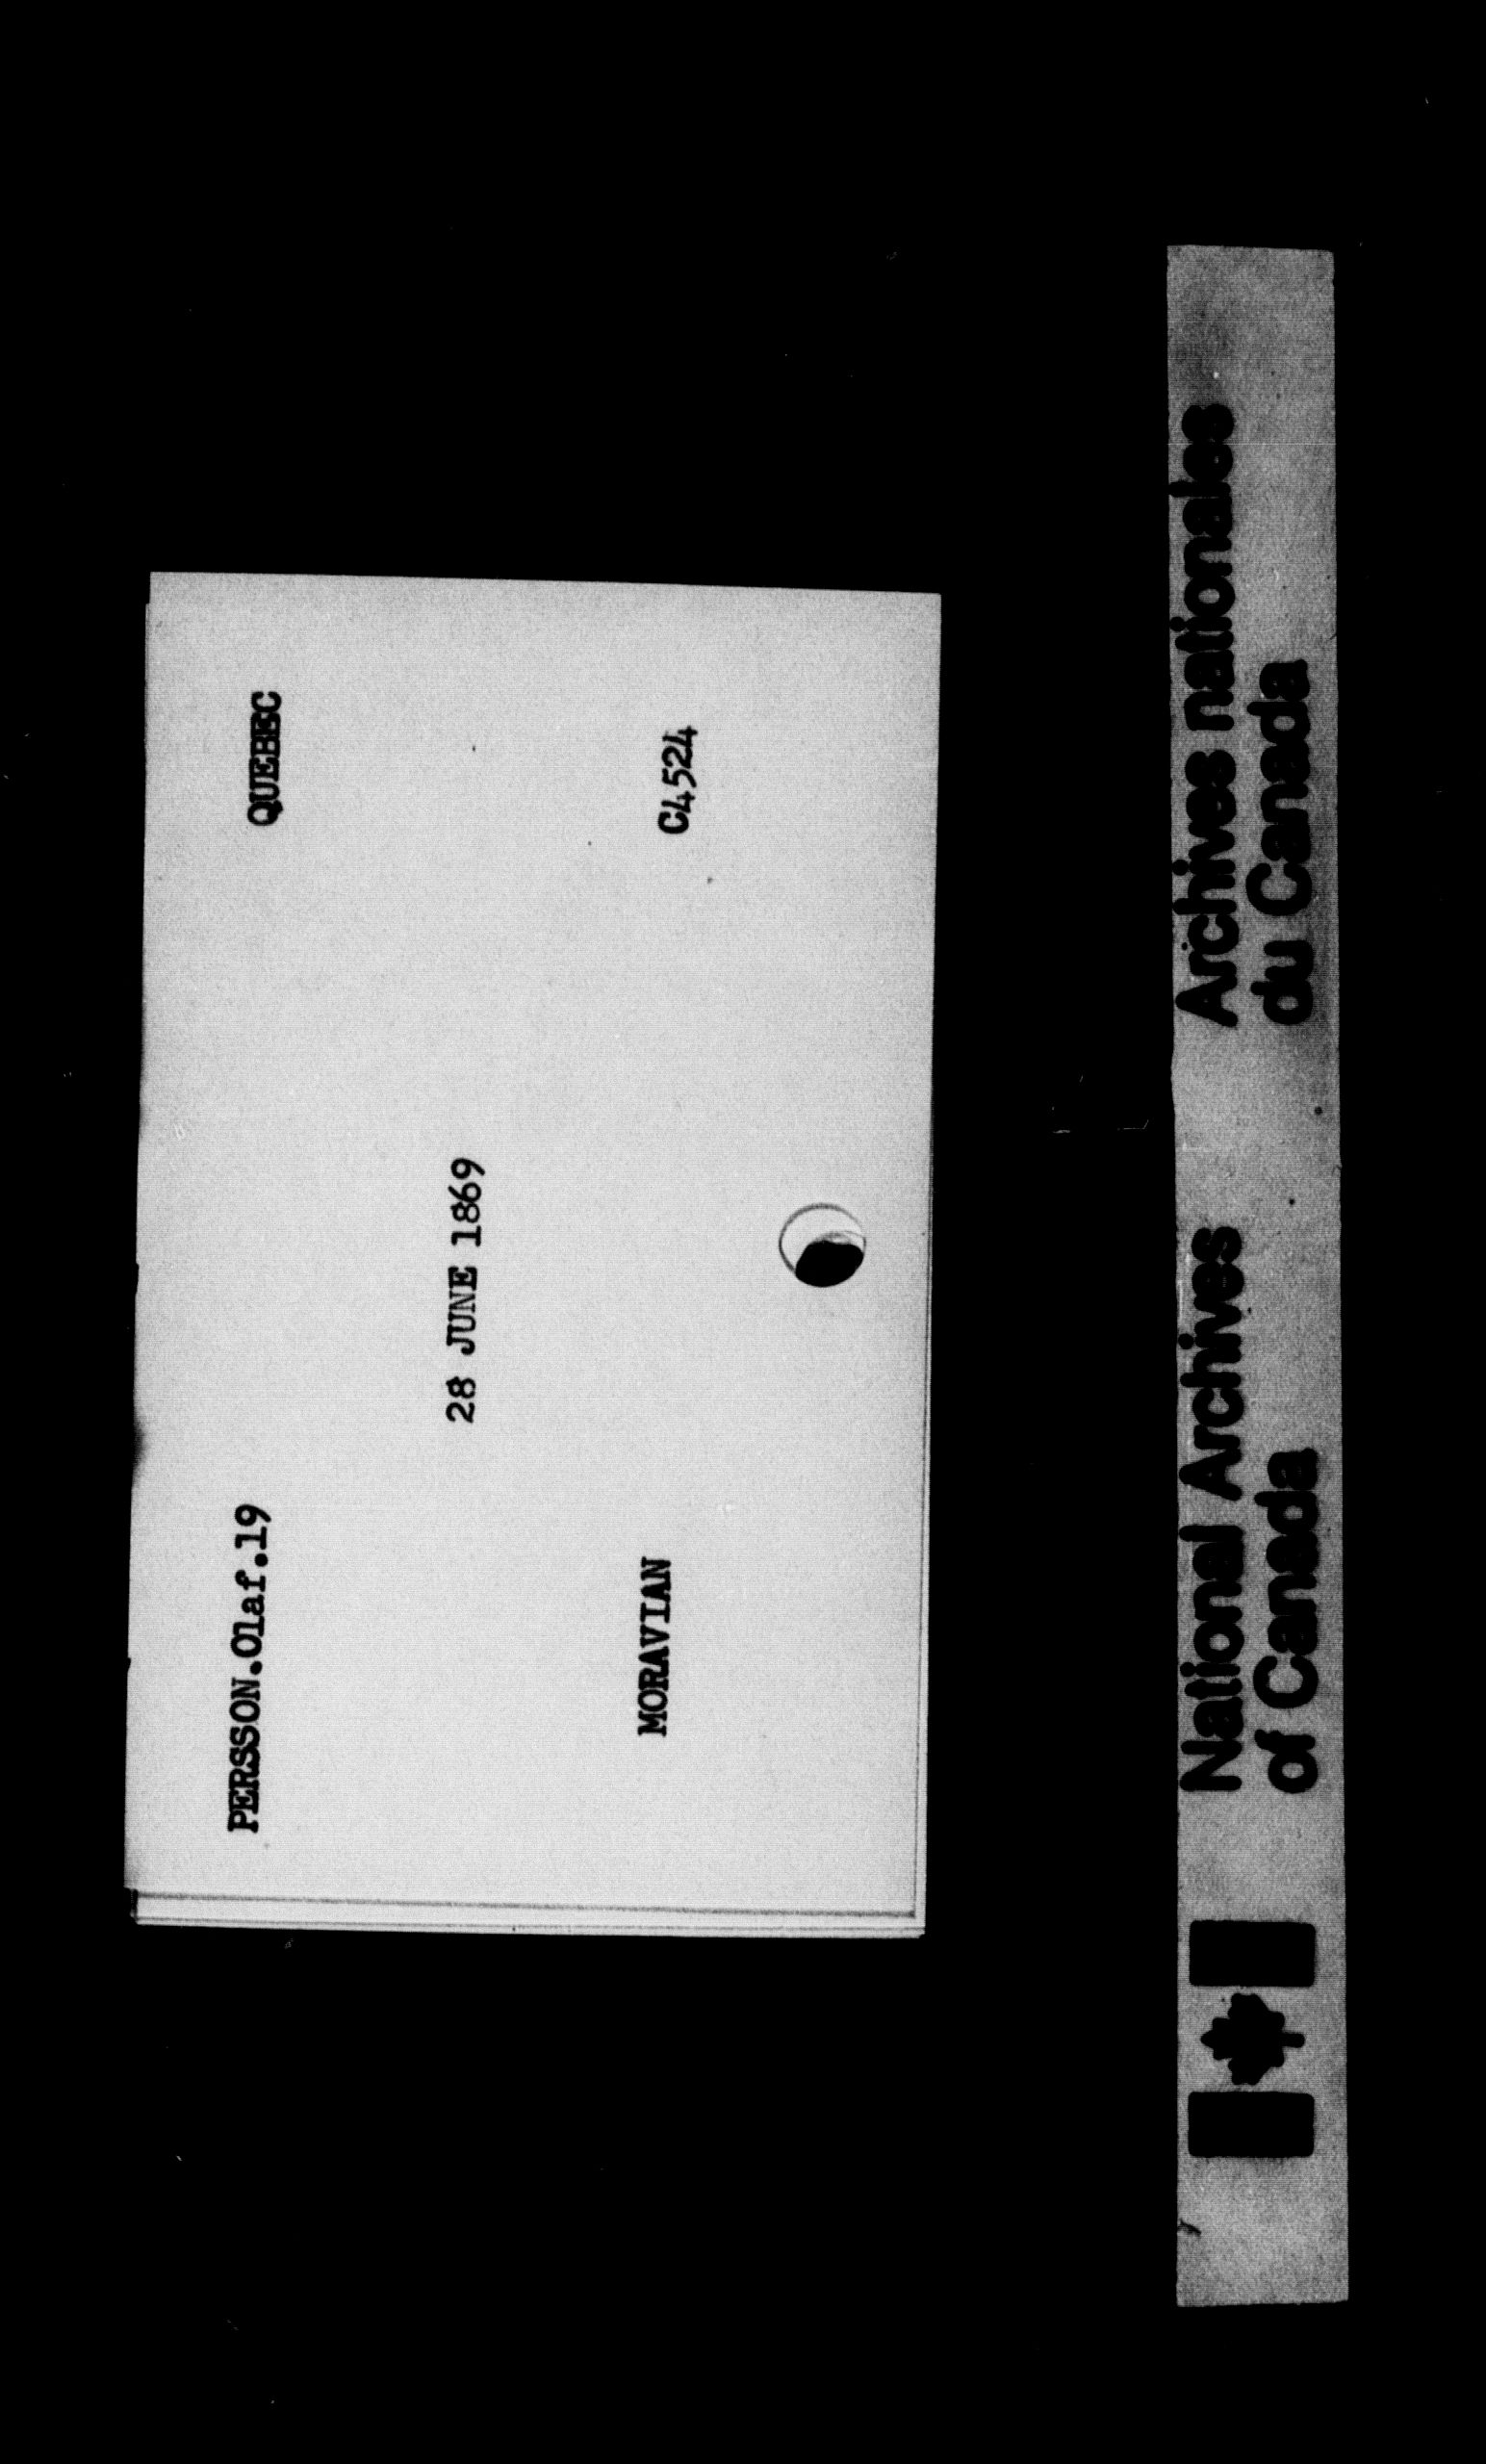 PERSSON.Olaf.19 QUEBEC
28 JUNE 1869
MORAVIAN C4524
National Archives Archives nationales
of Canada du Canada